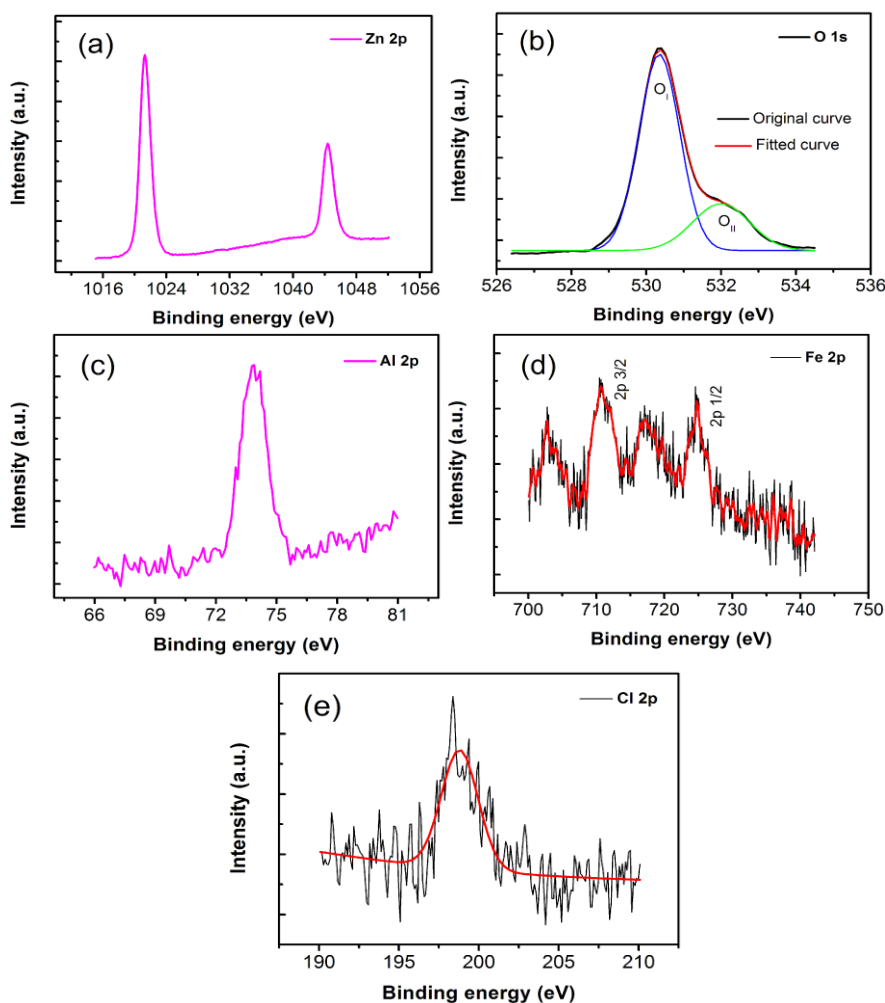 (a)
Zn 2p
Intensity (a.u.)
1016 1024 1032 1040 1048 1056
Binding energy (eV)
(b)
O 1s
O I
Original curve
Fitted curve
O II
Intensity (a.u.)
526 528 530 532 534 536
Binding energy (eV)
(c)
Al 2p
Intensity (a.u.)
66 69 72 75 78 81
Binding energy (eV)
(d)
Fe 2p
2p 3/2
2p 1/2
Intensity (a.u.)
700 710 720 730 740 750
Binding energy (eV)
(e)
Cl 2p
Intensity (a.u.)
190 195 200 205 210
Binding energy (eV)